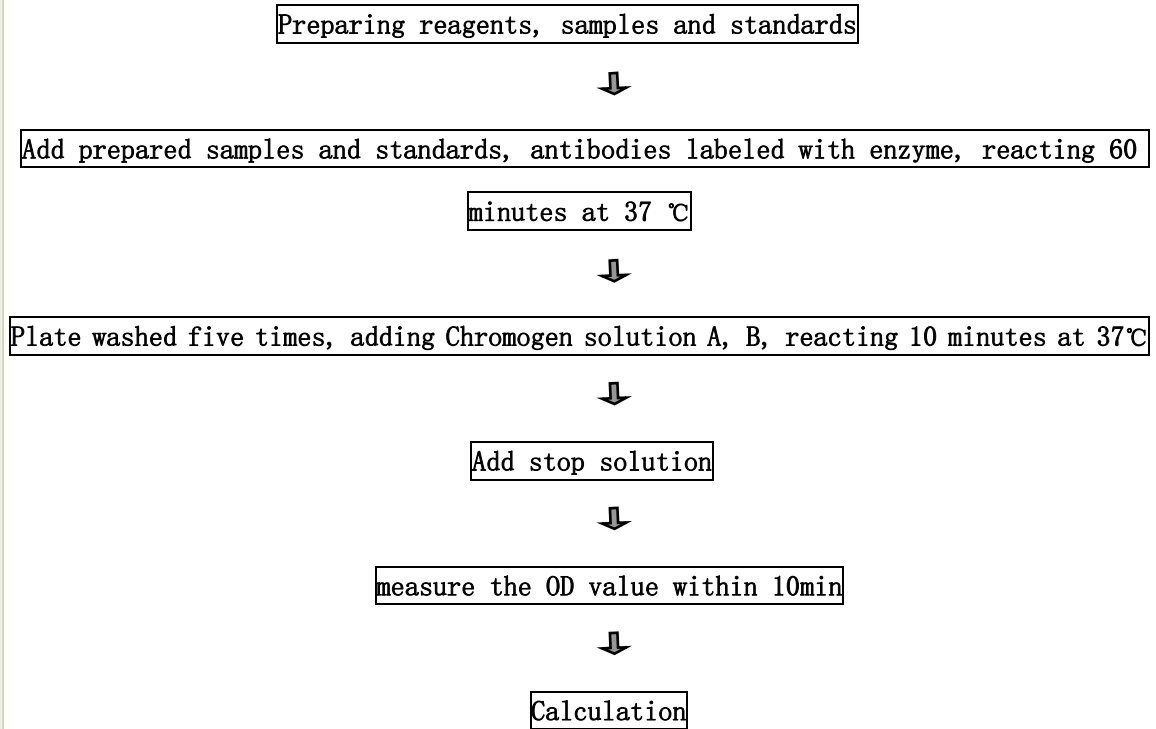 Preparing reagents, samples and standards
Add prepared samples and standards, antibodies labeled with enzyme, reacting 60
minutes at 37 ℃
Plate washed five times, adding Chromogen solution A, B, reacting 10 minutes at 37℃
Add stop solution
measure the OD value within 10min
Calculation